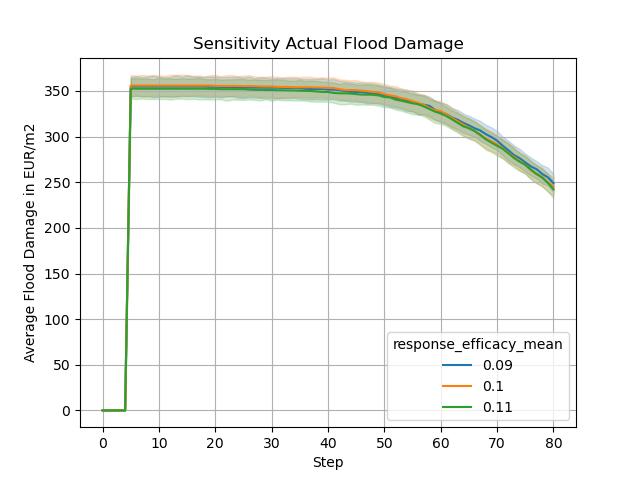 Sensitivity Actual Flood Damage
Average Flood Damage in EUR/m2
350
300
250
200
150
100
50
0
0 10 20 30 40 50 60 70 80
Step
response_efficacy_mean
0.09
0.1
0.11